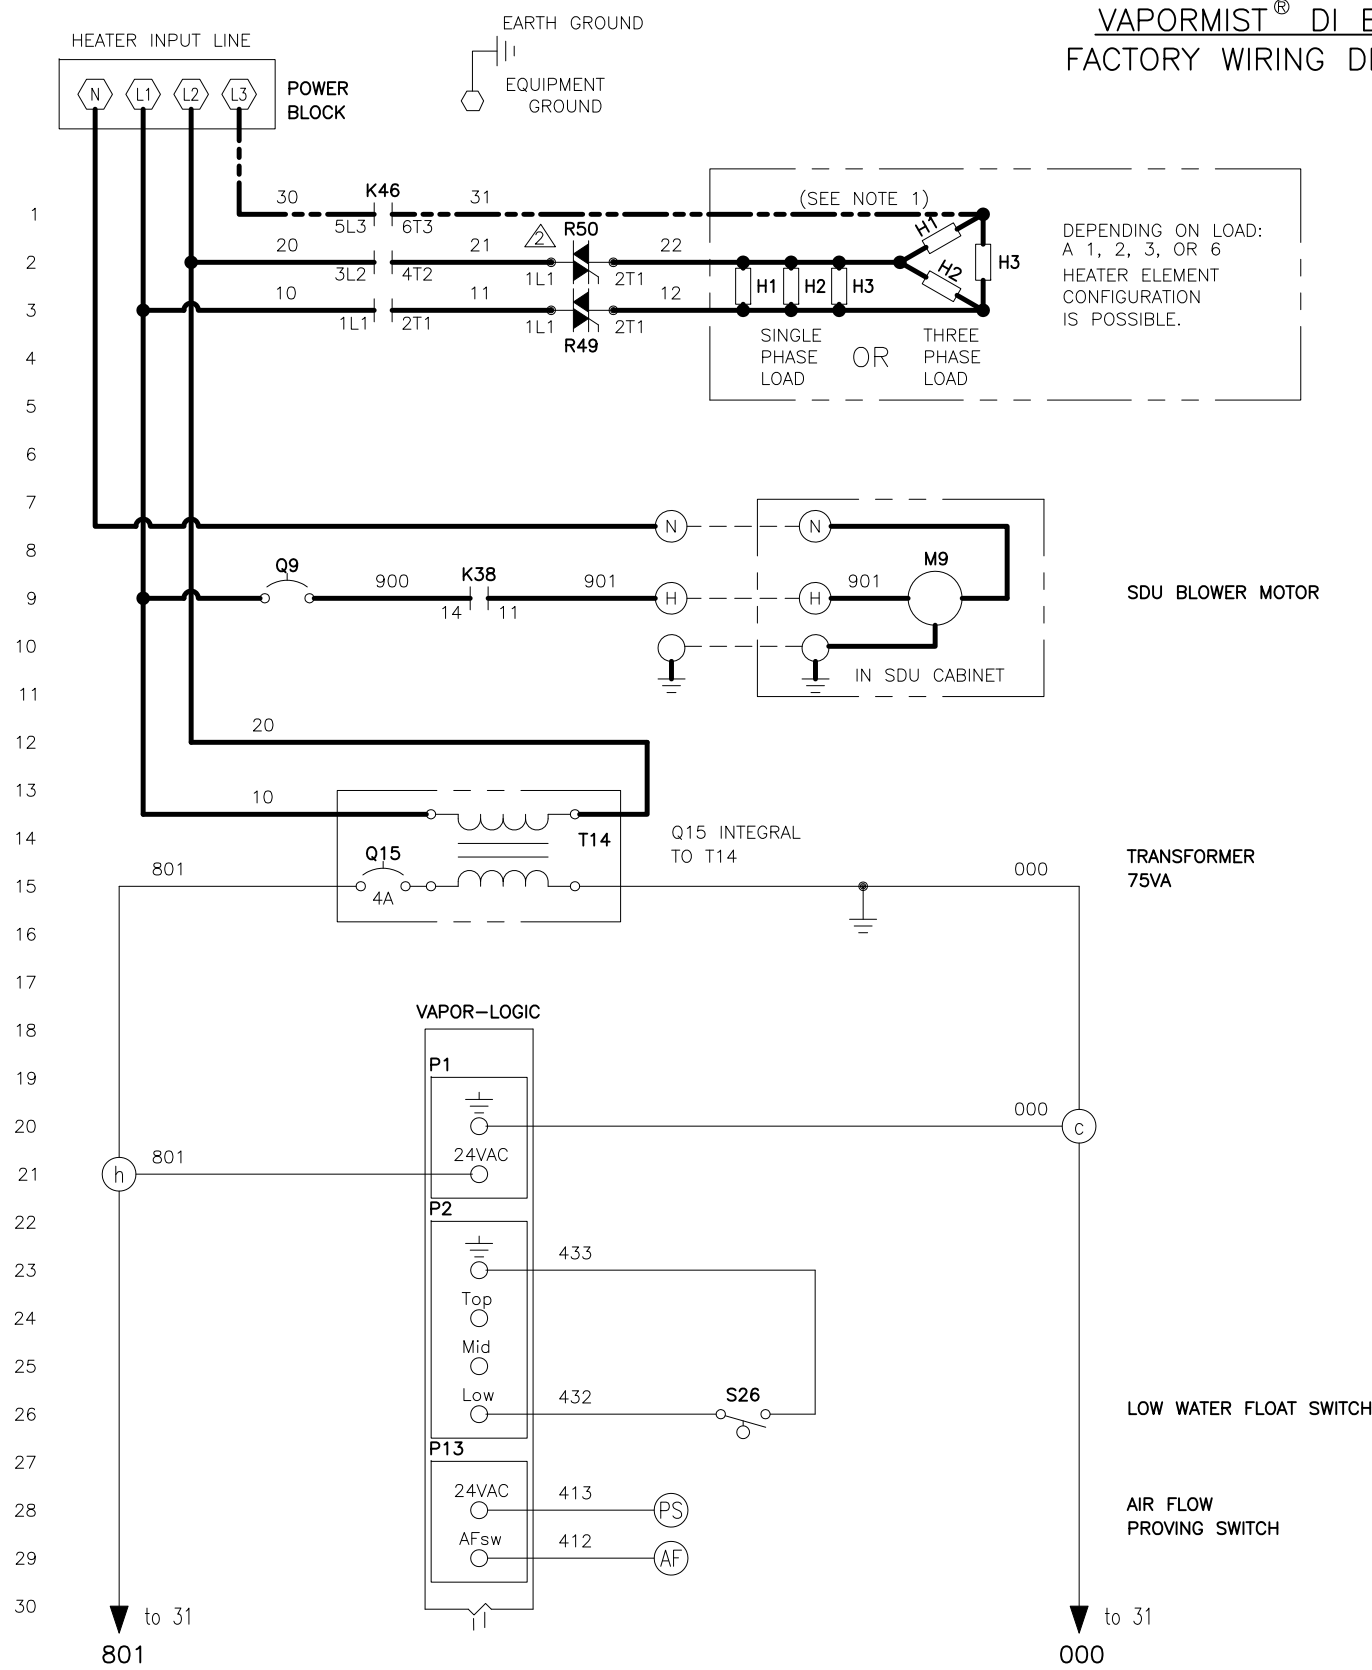 VAPORMIST® DI E
FACTORY WIRING DI
HEATER INPUT LINE
N L1 L2 L3
POWER
BLOCK
EARTH GROUND
EQUIPMENT
GROUND
1
30 K46 31 (SEE NOTE 1)
5L3 6T3
2
20 21 2 R50 22
3L2 4T2 1L1 2T1
H1 H2 H3
H1 H2 H3
3
10 11 12
1L1 2T1 1L1 2T1
R49
DEPENDING ON LOAD:
A 1, 2, 3, OR 6
HEATER ELEMENT
CONFIGURATION
IS POSSIBLE.
SINGLE
PHASE
LOAD
OR
THREE
PHASE
LOAD
4
5
6
7
N N
8
Q9 900 K38 901 901 M9
9
H H
14 11
SDU BLOWER MOTOR
10
IN SDU CABINET
11
20
12
13
10
14
T14
Q15 INTEGRAL
TO T14
TRANSFORMER
75VA
801 Q15 000
15
4A
16
17
VAPOR-LOGIC
18
P1
19
000
20
c
24VAC
21
h 801
22
P2
433
23
Top
24
Mid
25
Low 432 S26
26
LOW WATER FLOAT SWITCH
27
P13
24VAC 413 PS
28
AIR FLOW
PROVING SWITCH
AFsw 412 AF
29
30
to 31 to 31
801 000